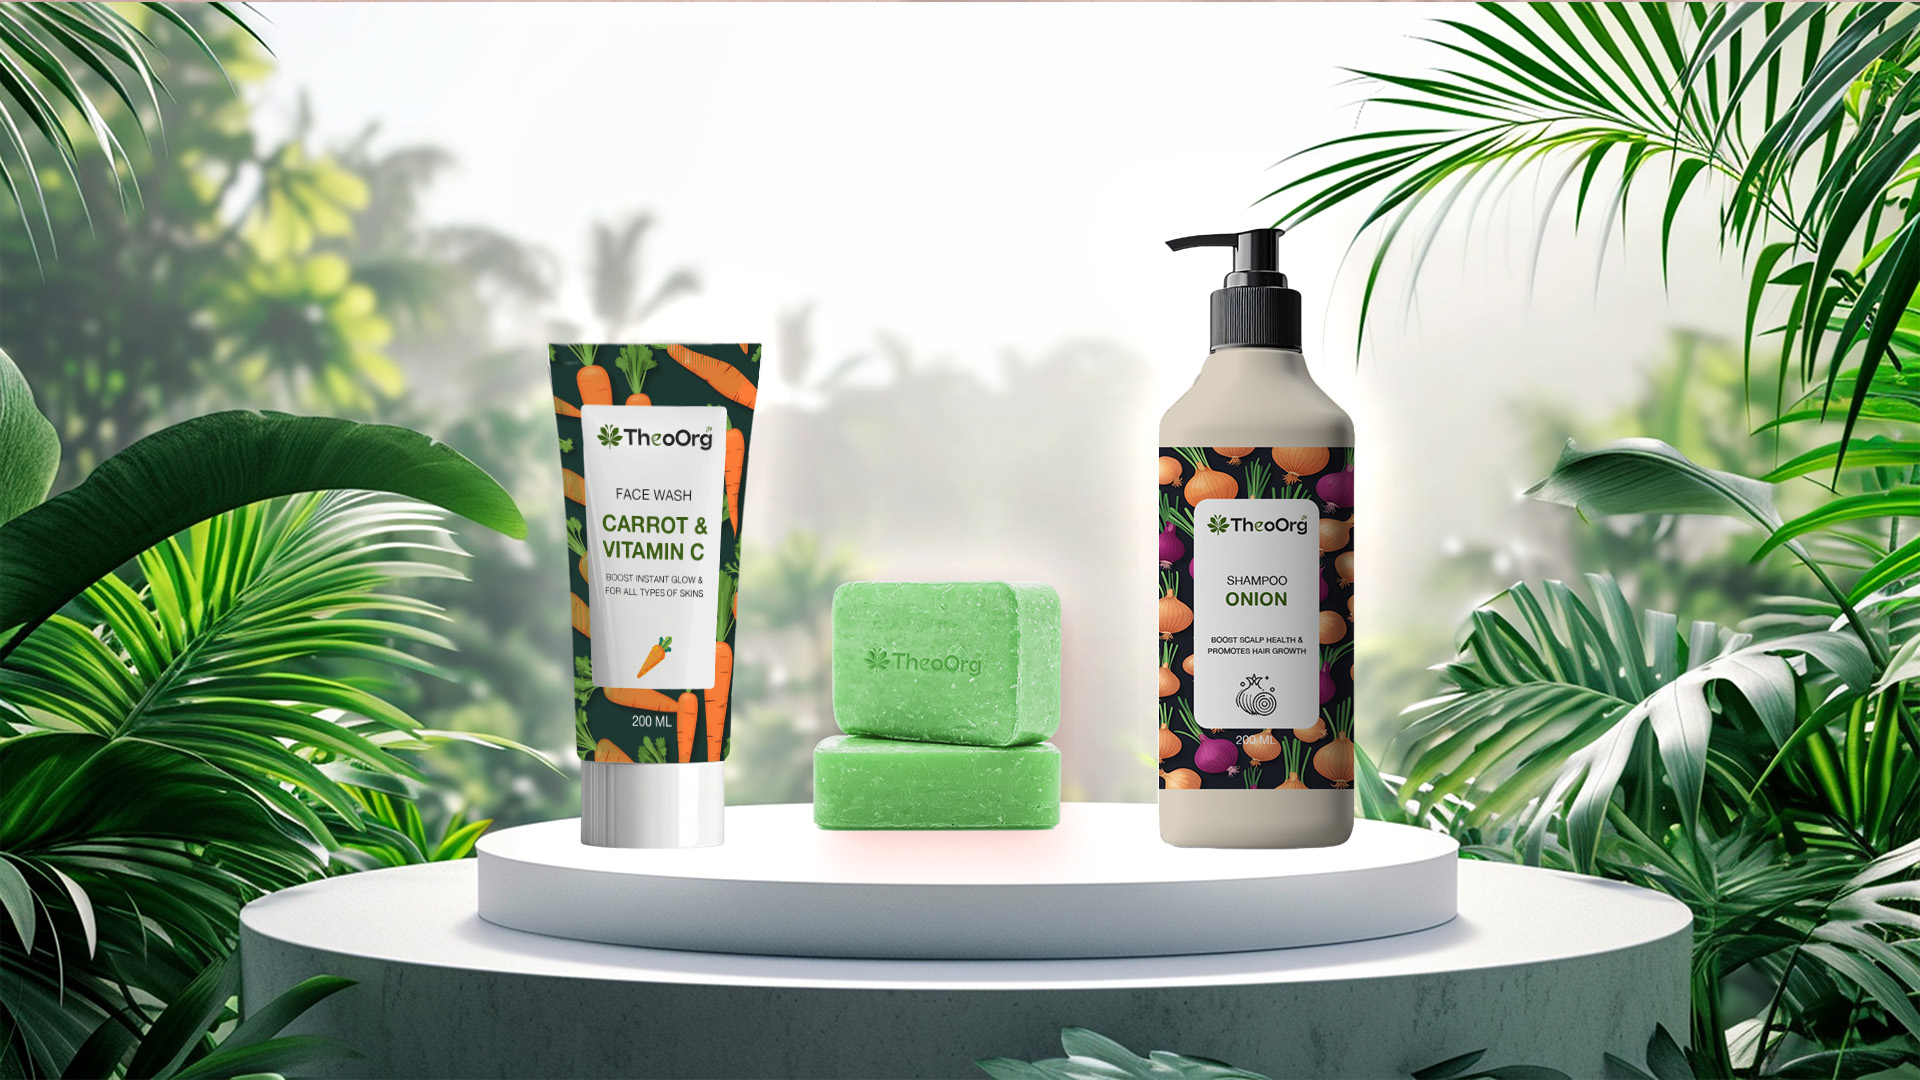 TheoOrg
FACE WASH
CARROT &
VITAMIN C
BOOST INSTANT GLOW &
FOR ALL TYPES OF SKINS
200 ML
TheoOrg
TheoOrg
SHAMPOO
ONION
BOOST SCALP HEALTH &
PROMOTES HAIR GROWTH
200 ML